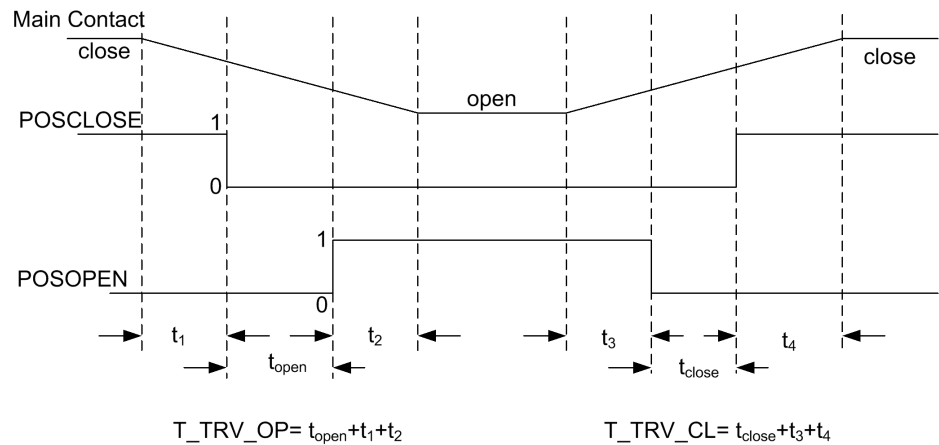 Main Contact
close
open
close
POSCLOSE
1
0
POSOPEN
1
0
t1
t2
t3
t4
topen
tclose
T_TRV_OP= topen+t1+t2
T_TRV_CL= tclose+t3+t4